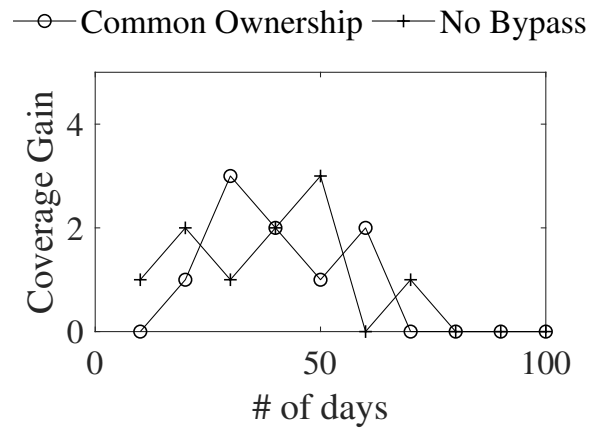 Common Ownership No Bypass
4
2
0
0 50 100
Coverage Gain
# of days